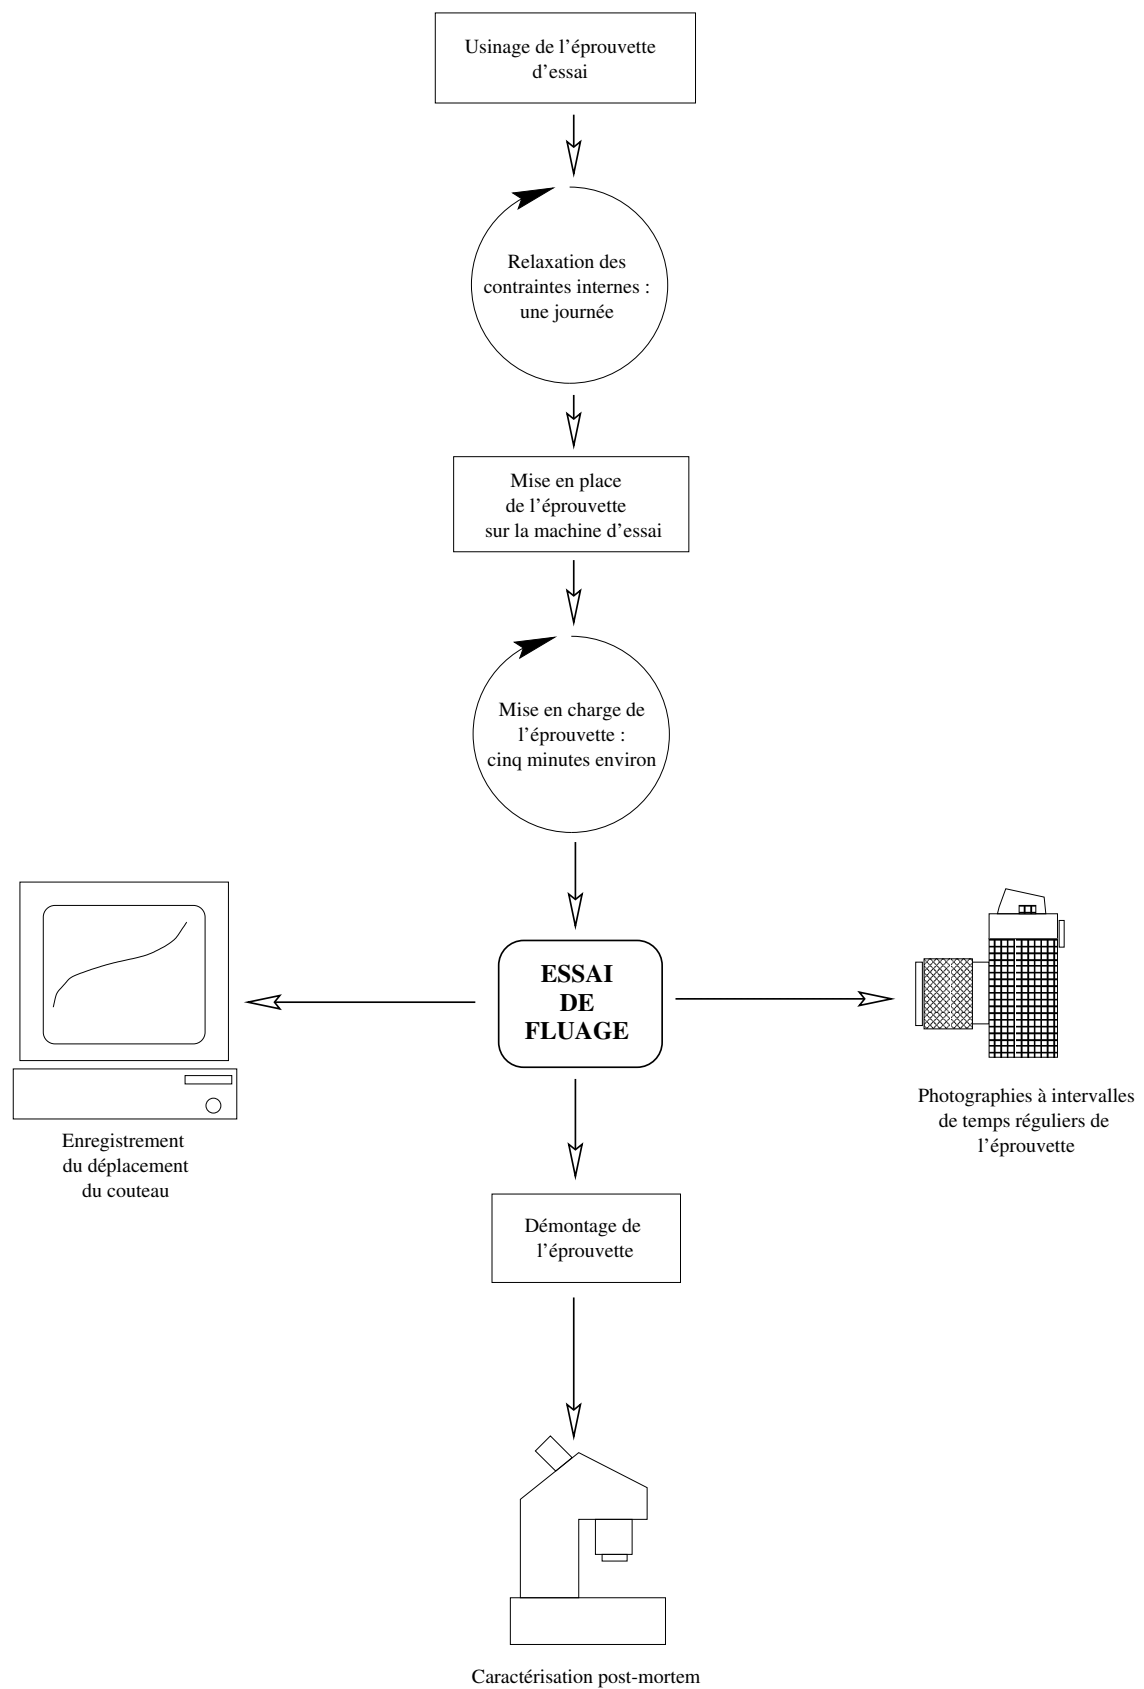 Usinage de l’éprouvette
d’essai
Relaxation des
contraintes internes :
une journée
Mise en place
de l’éprouvette
sur la machine d’essai
Mise en charge de
l’éprouvette :
cinq minutes environ
ESSAI
DE
FLUAGE
Enregistrement
du déplacement
du couteau
Photographies à intervalles
de temps réguliers de
l’éprouvette
Démontage de
l’éprouvette
Caractérisation post-mortem